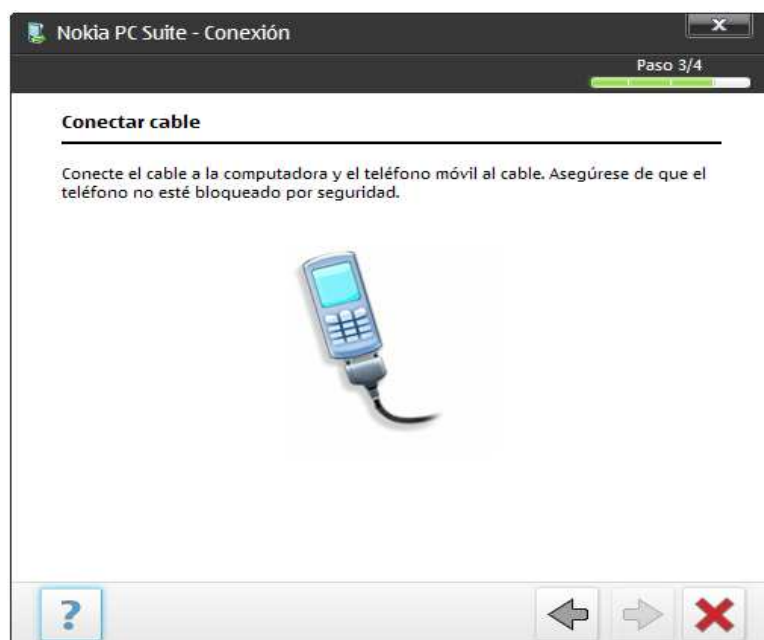 Nokia PC Suite - Conexión
x
Paso 3/4
Conectar cable
Conecte el cable a la computadora y el teléfono móvil al cable. Asegúrese de que el
teléfono no esté bloqueado por seguridad.
?